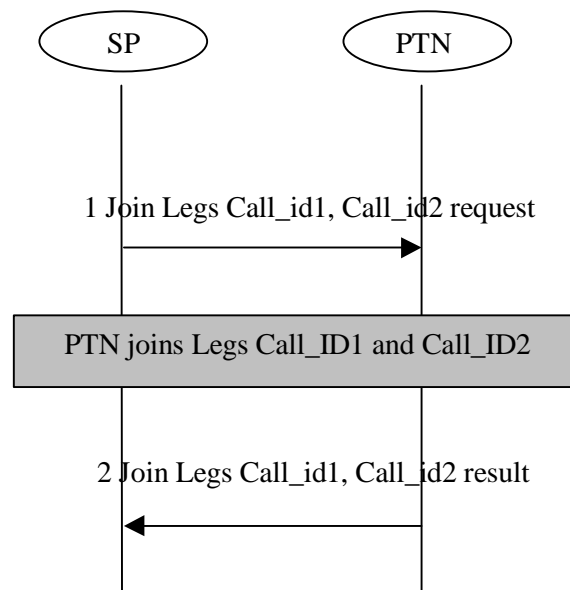 SP
PTN
1 Join Legs Call_id1, Call_id2 request
PTN joins Legs Call_ID1 and Call_ID2
2 Join Legs Call_id1, Call_id2 result